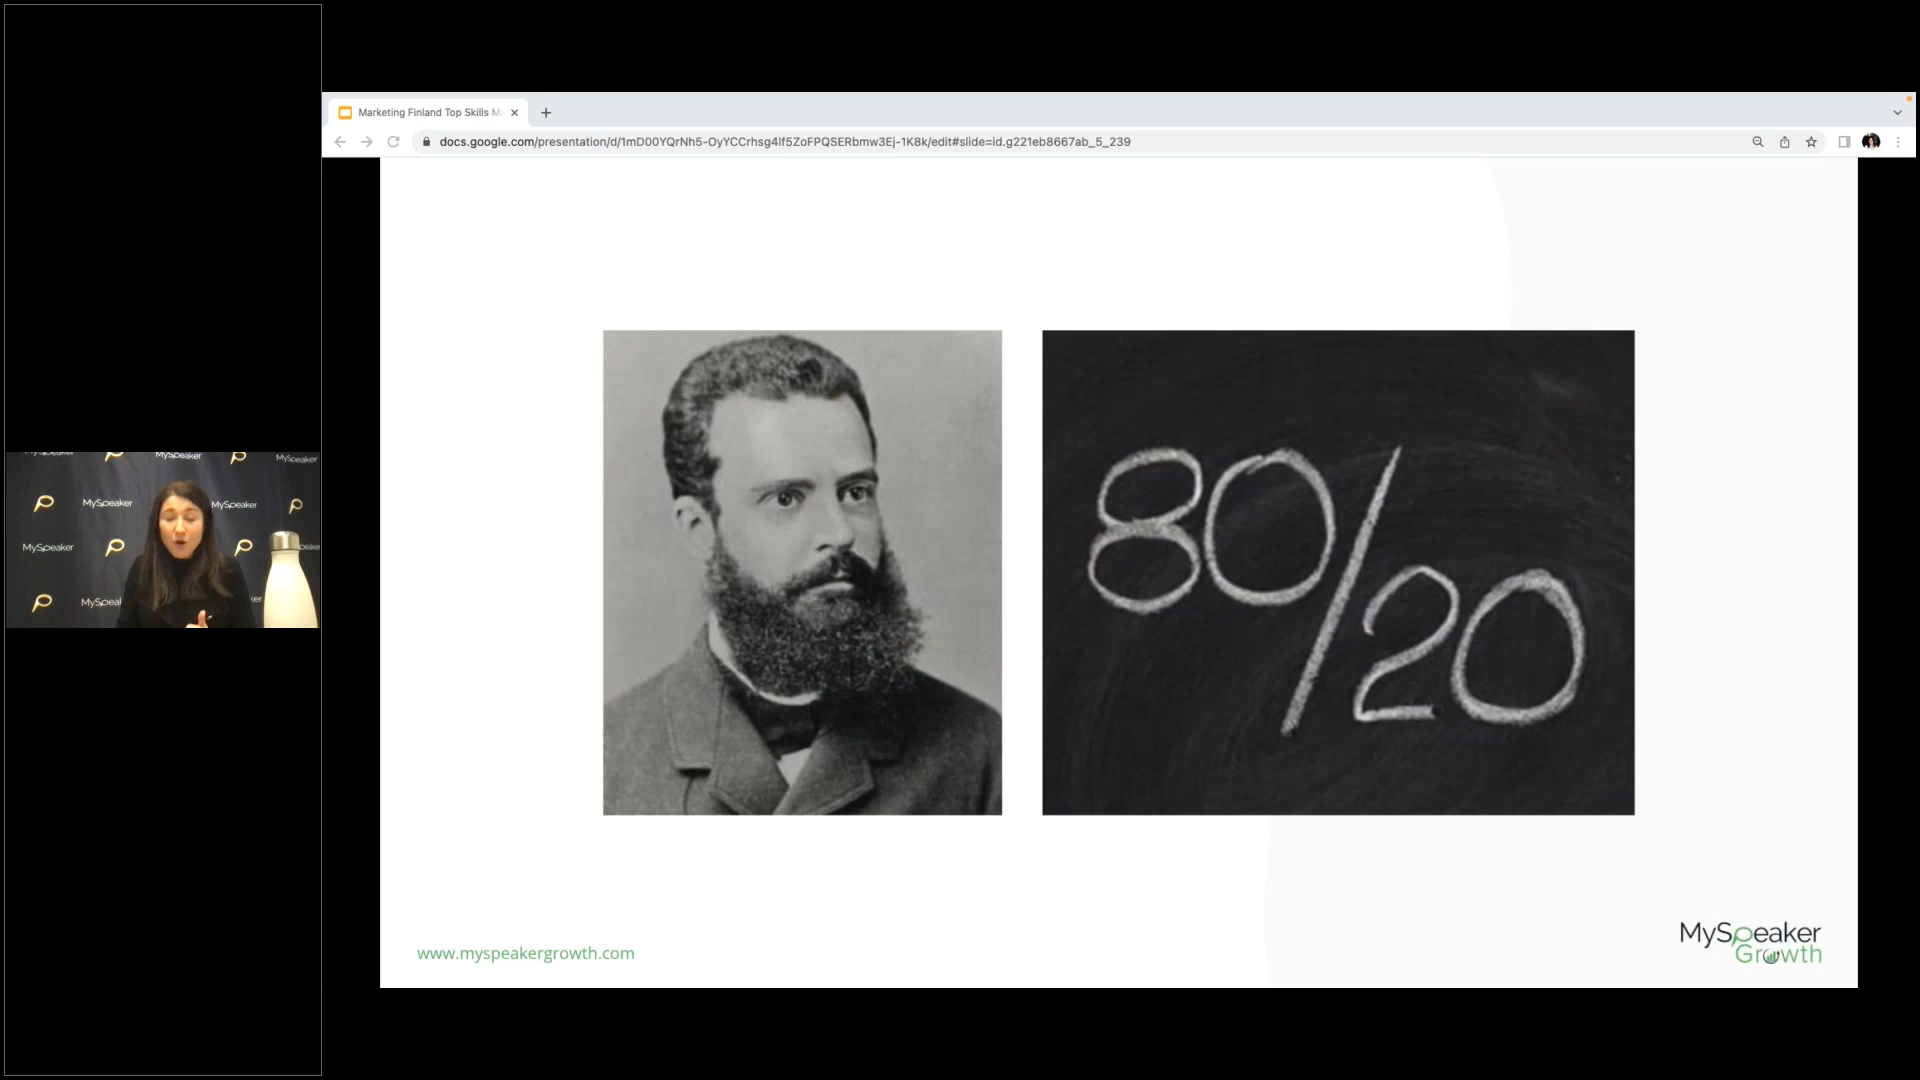 Marketing Finland Top Skills M
docs.google.com/presentation/d/1mD00YQrNh5-OyYCCrhsg4lf5ZoFPQSERbmw3Ej-1K8k/edit#slide=id.g221eb8667ab_5_239
80/20
MySpeaker
MySpeaker
MySpeaker
MySpeaker
MySpeaker
MySpeak
www.myspeakergrowth.com
MySpeaker
Growth